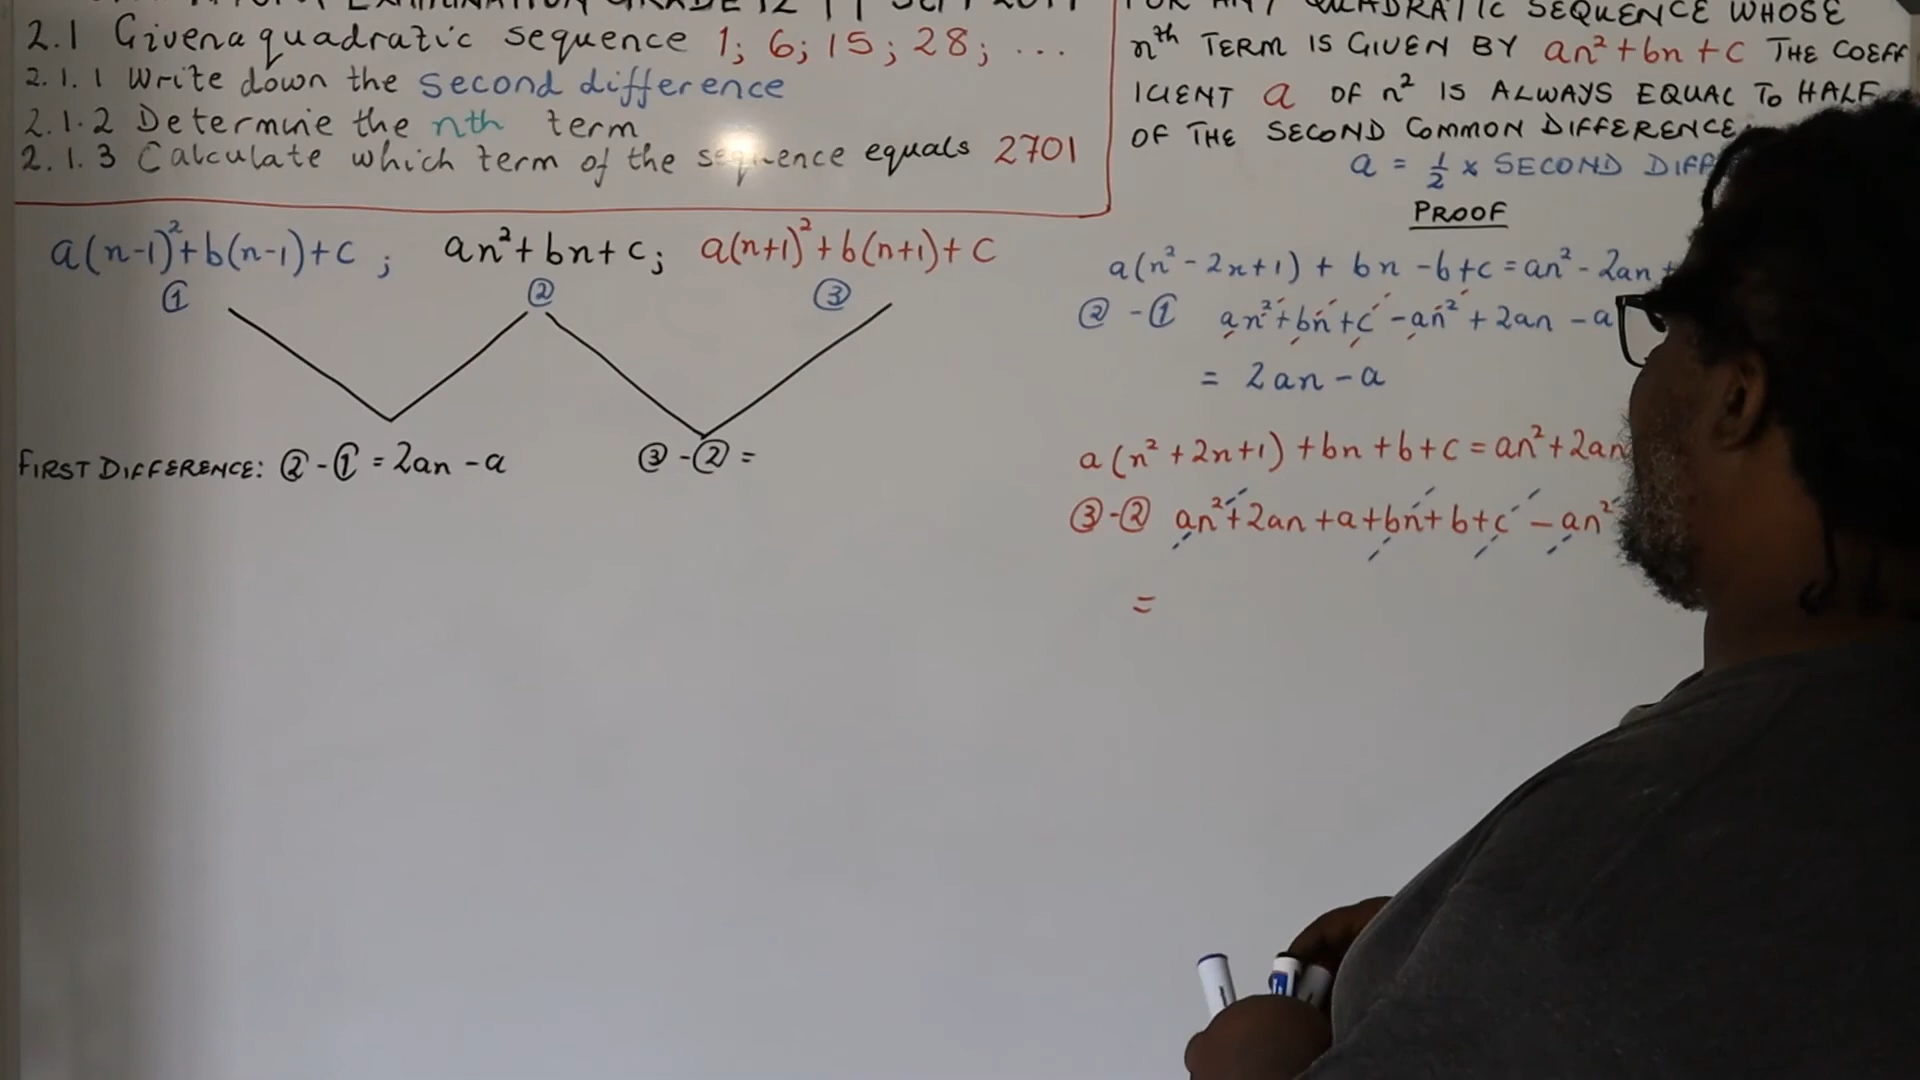 EXAMINATION GRADE 12
2.1 Given a quadratic sequence 1; 6; 15; 28; ...
2.1.1 Write down the second difference
2.1.2 Determine the nth term
2.1.3 Calculate which term of the sequence equals 2701
FOR ANY QUADRATIC SEQUENCE WHOSE
nth TERM IS GIVEN BY an²+bn+c THE COEFF
ICIENT a OF n² IS ALWAYS EQUAL TO HALF
OF THE SECOND COMMON DIFFERENCE
a = 1/2 × SECOND DIFF
PROOF
a(n-1)²+b(n-1)+c ; an²+bn+c; a(n+1)²+b(n+1)+c
① ② ③
FIRST DIFFERENCE: ②-① = 2an-a ③-② =
a(n²-2n+1) + bn-b+c = an²-2an+
②-① an²+bn+c-an²+2an-a
= 2an-a
a(n²+2n+1)+bn+b+c = an²+2an
③-② an²+2an+a+bn+b+c-an²
=